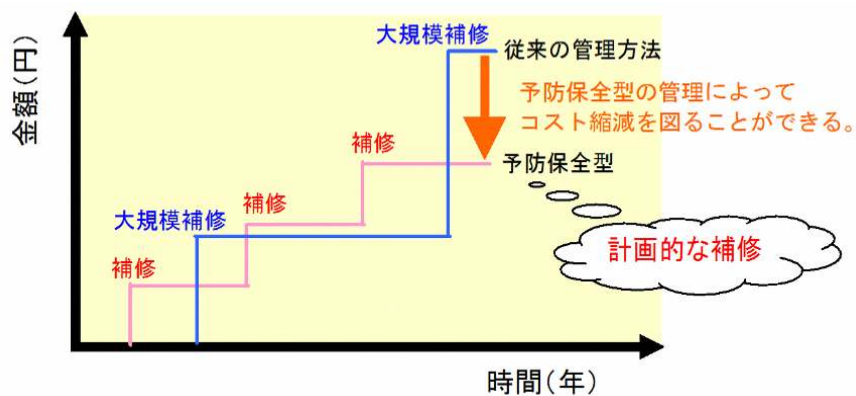 大規模補修
従来の管理方法
金額(円)
予防保全型の管理によって
コスト縮減を図ることができる。
補修
予防保全型
補修
大規模補修
計画的な補修
補修
時間(年)